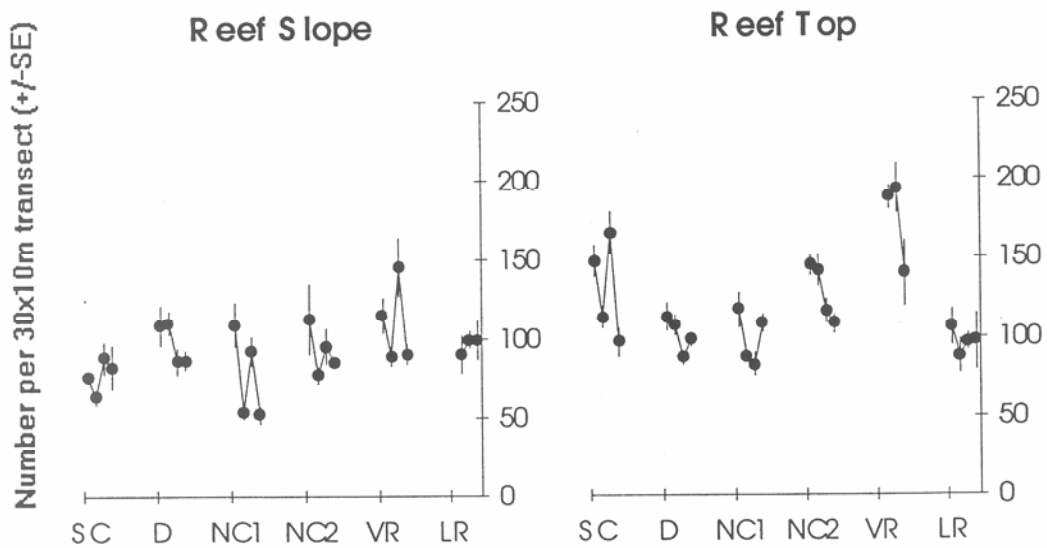 Reef Slope
Reef Top
Number per 30x10m transect (+/-SE)
250
200
150
100
50
0
SC D NC1 NC2 VR LR
250
200
150
100
50
0
SC D NC1 NC2 VR LR